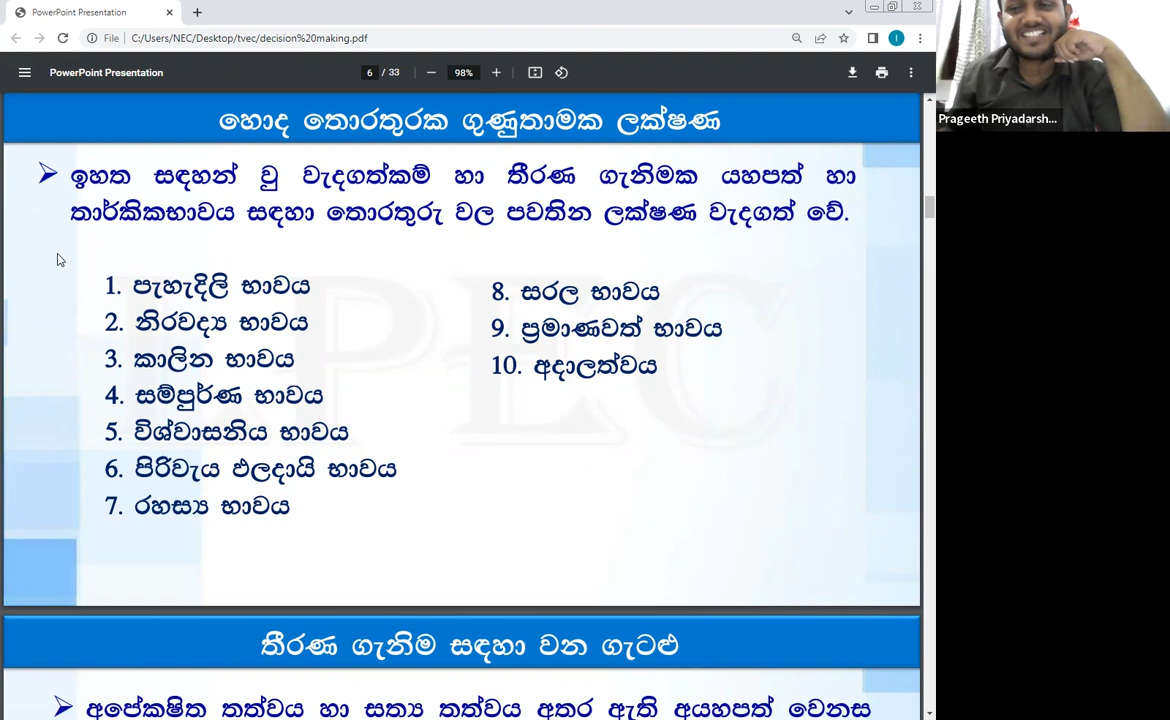 PowerPoint Presentation
File
C:/Users/NEC/Desktop/tvec/decision%20making.pdf
I
PowerPoint Presentation
6 / 33
98%
Prageeth Priyadarsh...
හොද තොරතුරක ගුණුතාමක ලක්ෂණ
ඉහත සඳහන් වු වැදගත්කම් හා තීරණ ගැනිමක යහපත් හා
තාර්කිකභාවය සඳහා තොරතුරු වල පවතින ලක්ෂණ වැදගත් වේ.
1. පැහැදිලි භාවය
2. නිරවද්‍ය භාවය
3. කාලින භාවය
4. සම්පුර්ණ භාවය
5. විශ්වාසනිය භාවය
6. පිරිවැය ඵලදායි භාවය
7. රහස්‍ය භාවය
8. සරල භාවය
9. ප්‍රමාණවත් භාවය
10. අදාලත්වය
තීරණ ගැනිම සඳහා වන ගැටළු
අපේක්ෂිත තත්වය හා සත්‍ය තත්වය අතර ඇති අයහපත් වෙනස